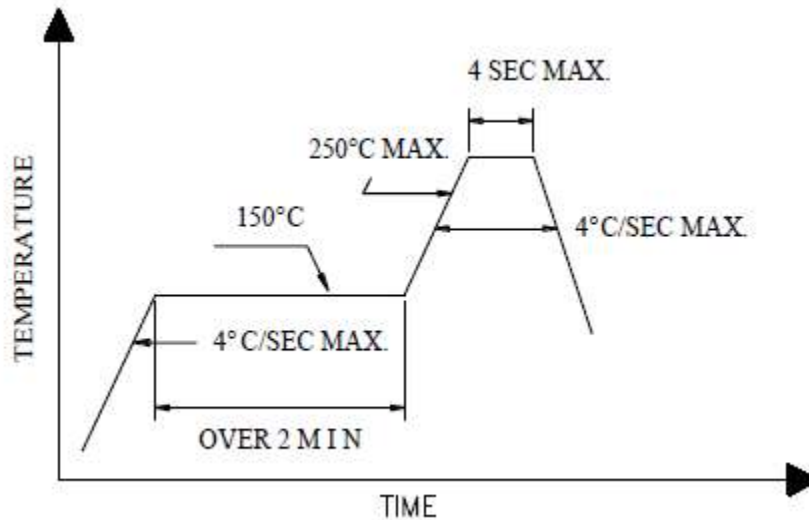 4 SEC MAX.
250°C MAX.
150°C
4°C/SEC MAX.
4° C/SEC MAX.
OVER 2 M I N
TEMPERATURE
TIME